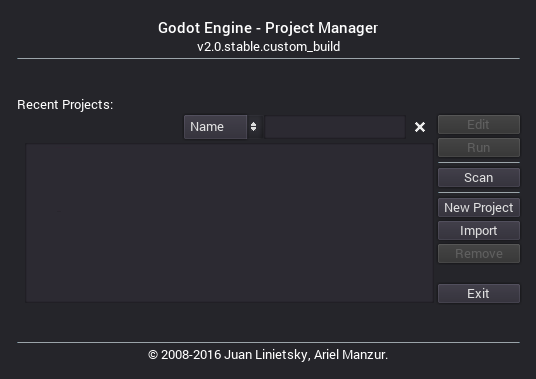 Godot Engine - Project Manager
v2.0.stable.custom_build
Recent Projects:
Name
Edit
Run
Scan
New Project
Import
Remove
Exit
© 2008-2016 Juan Linietsky, Ariel Manzur.